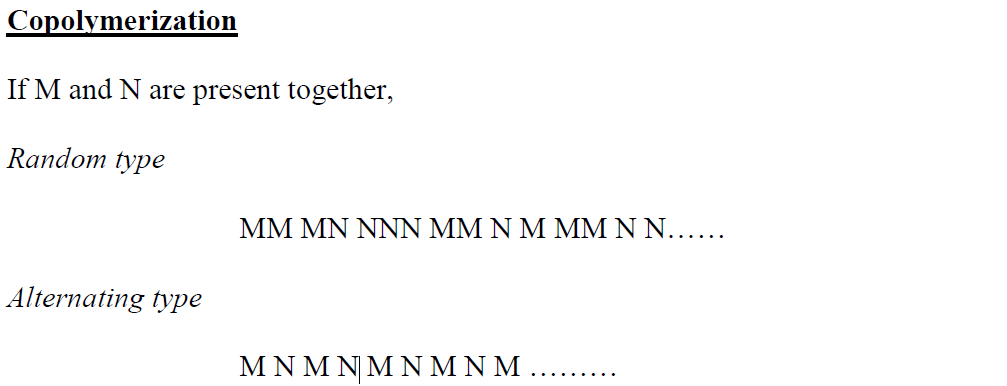 Copolymerization
If M and N are present together,
Random type
MM MN NNN MM N M MM N N……
Alternating type
M N M N M N M N M ………